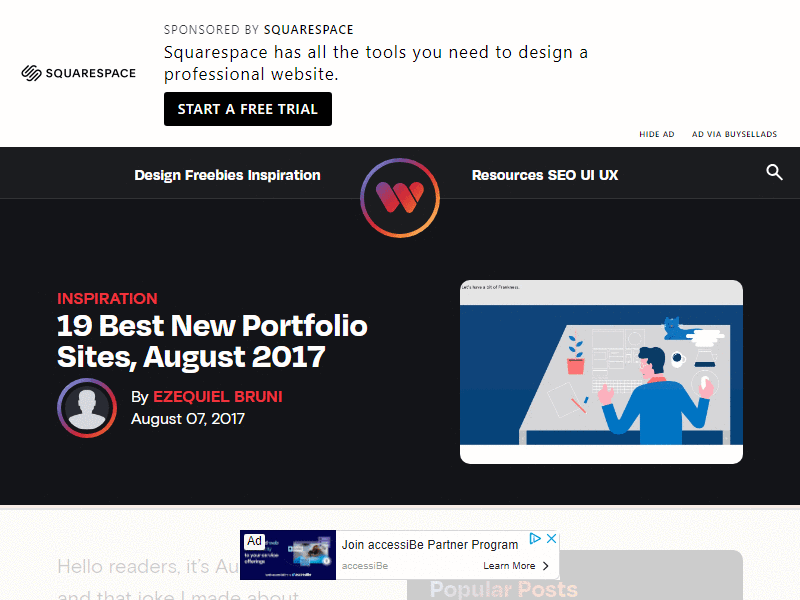 SPONSORED BY SQUARESPACE
Squarespace has all the tools you need to design a
professional website.
SQUARESPACE
START A FREE TRIAL
HIDE AD AD VIA BUYSELLADS
Design Freebies Inspiration
Resources SEO UI UX
INSPIRATION
19 Best New Portfolio
Sites, August 2017
By EZEQUIEL BRUNI
August 07, 2017
Let's have a bit of Frankness.
Ad
Join accessiBe Partner Program
accessiBe
Learn More
Hello readers, it's Au
and that joke I made about
Popular Posts